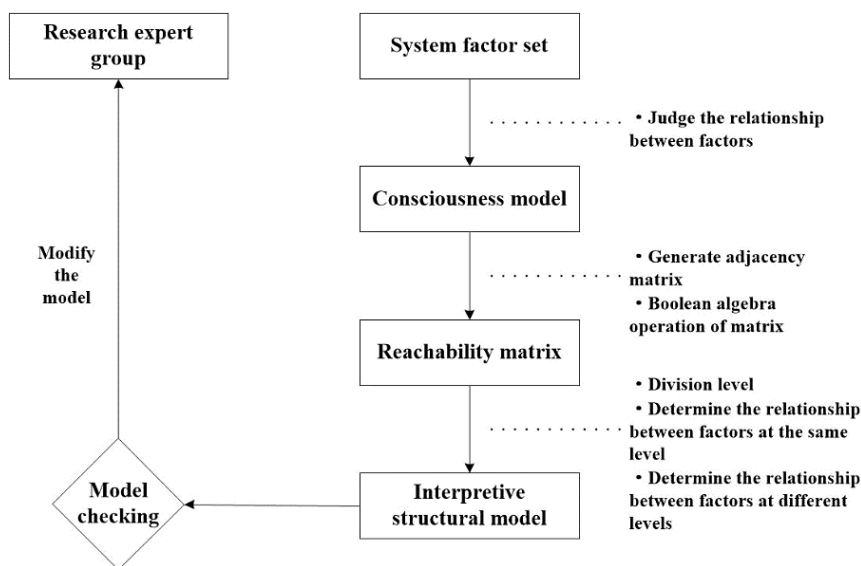 Research expert
group
System factor set
• Judge the relationship
between factors
Consciousness model
Modify
the
model
• Generate adjacency
matrix
• Boolean algebra
operation of matrix
Reachability matrix
• Division level
• Determine the relationship
between factors at the same
level
• Determine the relationship
between factors at different
levels
Model
checking
Interpretive
structural model